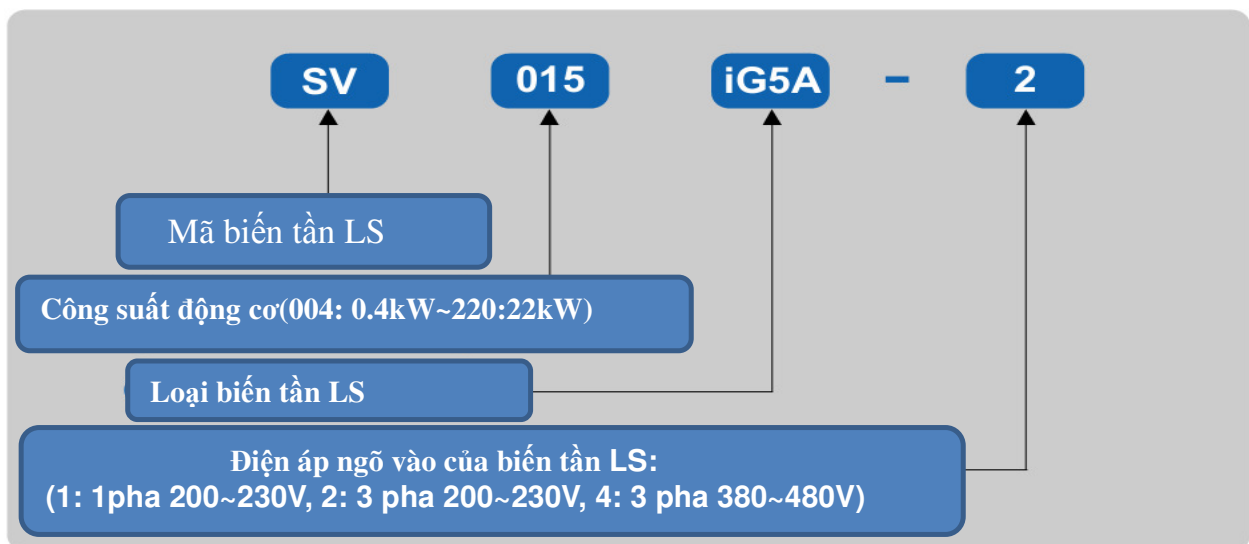 SV 015 iG5A - 2
Mã biến tần LS
Công suất động cơ(004: 0.4kW~220:22kW)
Loại biến tần LS
Điện áp ngõ vào của biến tần LS:
(1: 1pha 200~230V, 2: 3 pha 200~230V, 4: 3 pha 380~480V)